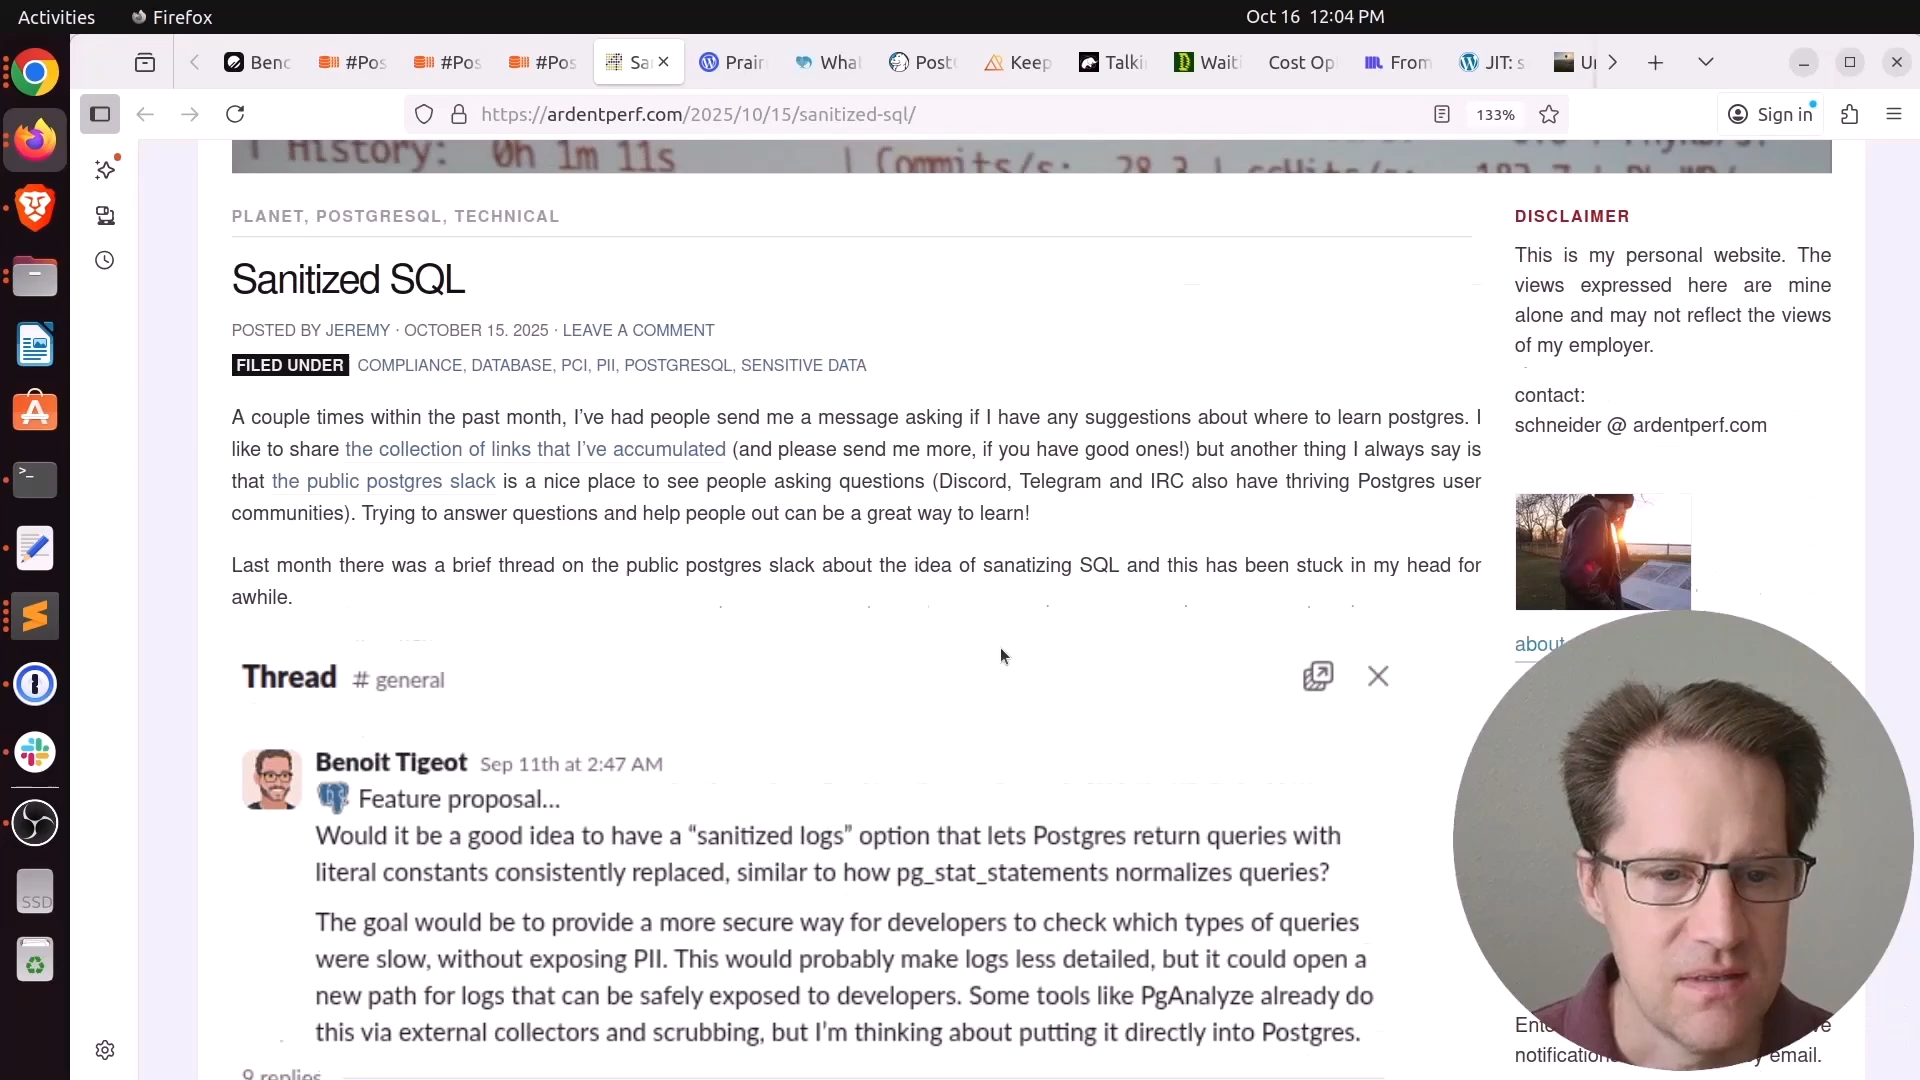 Activities
Firefox
Oct 16 12:04 PM
Benc
#Pos
#Pos
#Pos
Sa
Prair
What
Post
Keep
Talki
Waiti
Cost Op
From
JIT: s
https://ardentperf.com/2025/10/15/sanitized-sql/
133%
Sign in
History: 0h 1m 11s
Commits/s: 28.3
PLANET, POSTGRESQL, TECHNICAL
Sanitized SQL
POSTED BY JEREMY · OCTOBER 15. 2025 · LEAVE A COMMENT
FILED UNDER COMPLIANCE, DATABASE, PCI, PII, POSTGRESQL, SENSITIVE DATA
A couple times within the past month, I've had people send me a message asking if I have any suggestions about where to learn postgres. I
like to share the collection of links that I've accumulated (and please send me more, if you have good ones!) but another thing I always say is
that the public postgres slack is a nice place to see people asking questions (Discord, Telegram and IRC also have thriving Postgres user
communities). Trying to answer questions and help people out can be a great way to learn!
Last month there was a brief thread on the public postgres slack about the idea of sanatizing SQL and this has been stuck in my head for
awhile.
Thread # general
Benoit Tigeot Sep 11th at 2:47 AM
Feature proposal...
Would it be a good idea to have a “sanitized logs” option that lets Postgres return queries with
literal constants consistently replaced, similar to how pg_stat_statements normalizes queries?
The goal would be to provide a more secure way for developers to check which types of queries
were slow, without exposing PII. This would probably make logs less detailed, but it could open a
new path for logs that can be safely exposed to developers. Some tools like PgAnalyze already do
this via external collectors and scrubbing, but I'm thinking about putting it directly into Postgres.
9 replies
DISCLAIMER
This is my personal website. The
views expressed here are mine
alone and may not reflect the views
of my employer.
contact:
schneider @ ardentperf.com
about
email.
SSD